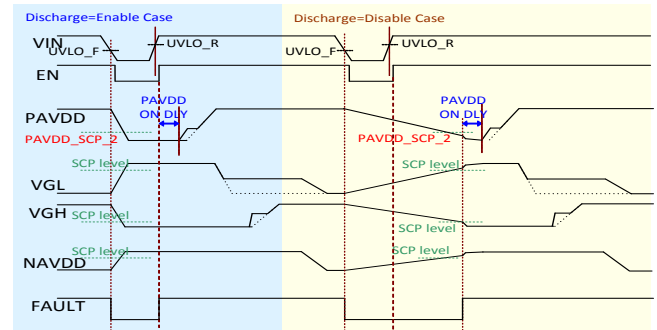 Discharge=Enable Case
Discharge=Disable Case
VIN
UVLO_F
UVLO_R
UVLO_F
UVLO_R
EN
PAVDD
ON DLY
PAVDD
ON DLY
PAVDD
PAVDD_SCP_2
PAVDD_SCP_2
SCP level
SCP level
VGL
VGH
SCP level
SCP level
SCP level
SCP level
NAVDD
FAULT